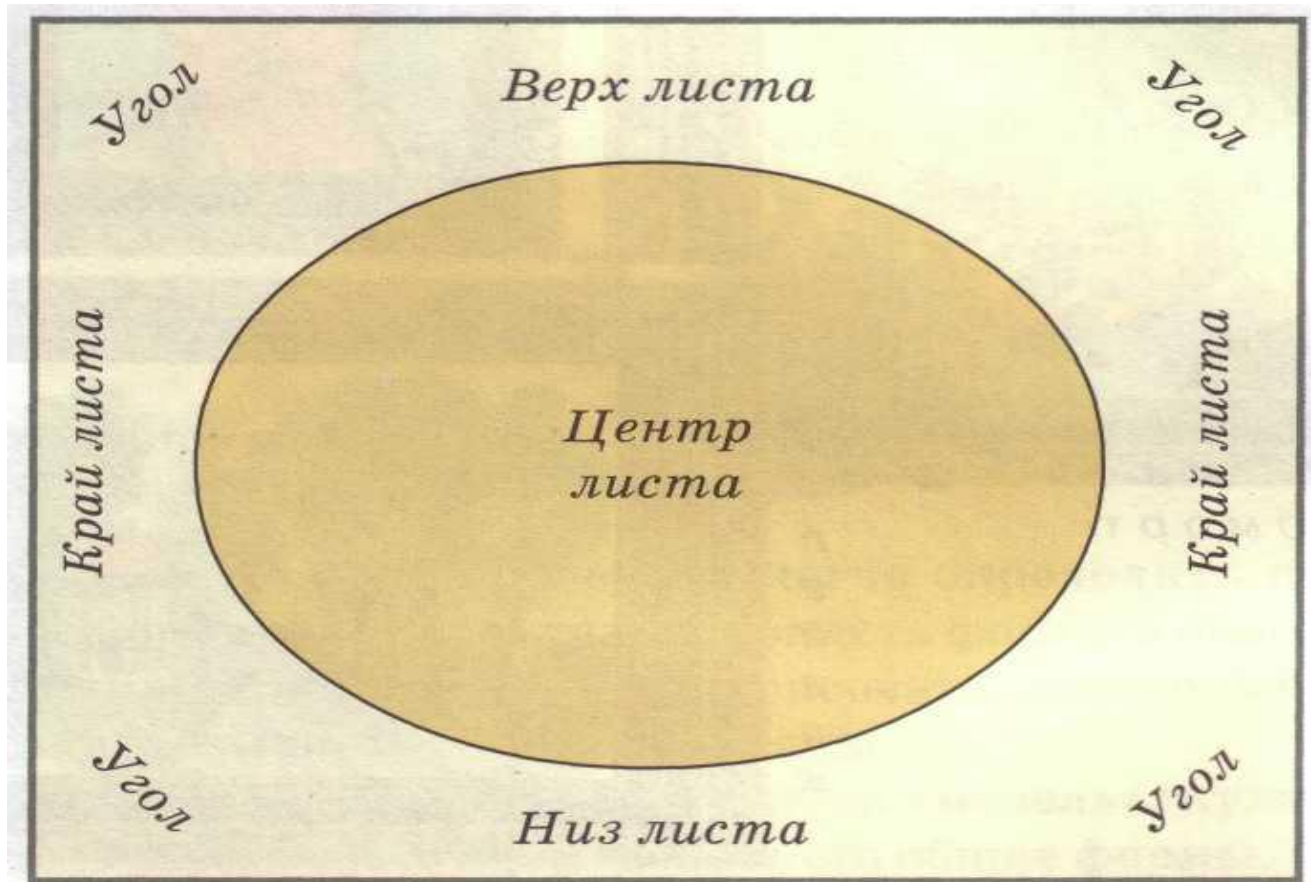 Угол
Верх листа
Угол
Край листа
Центр
листа
Край листа
Угол
Низ листа
Угол